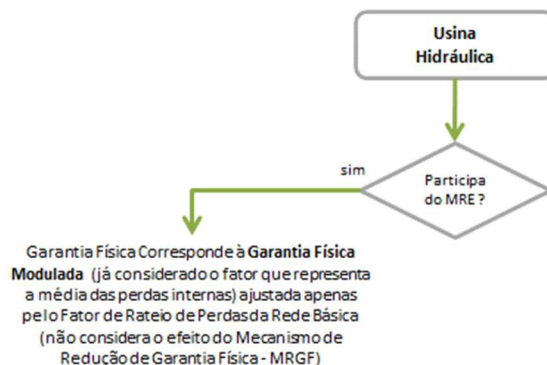 Usina
Hidráulica
sim
Participa
do MRE?
Garantia Física Corresponde à Garantia Física
Modulada (já considerado o fator que representa
a média das perdas internas) ajustada apenas
pelo Fator de Rateio de Perdas da Rede Básica
(não considera o efeito do Mecanismo de
Redução de Garantia Física - MRGF)